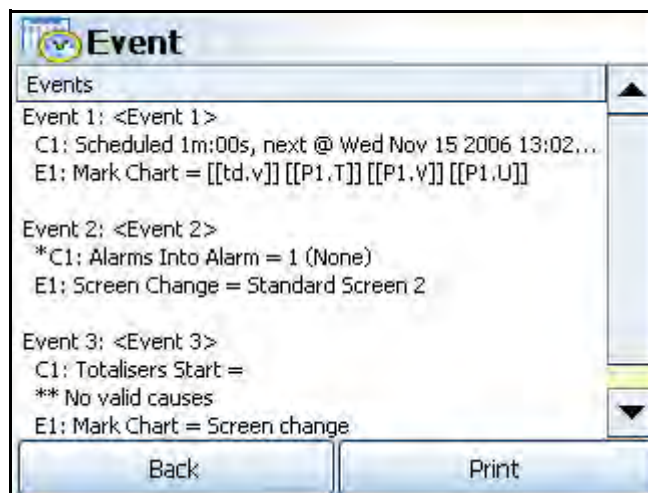 Event
Events
Event 1: <Event 1>
C1: Scheduled 1m:00s, next @ Wed Nov 15 2006 13:02...
E1: Mark Chart = [[td.v]] [[P1.T]] [[P1.V]] [[P1.U]]
Event 2: <Event 2>
*C1: Alarms Into Alarm = 1 (None)
E1: Screen Change = Standard Screen 2
Event 3: <Event 3>
C1: Totalisers Start =
** No valid causes
E1: Mark Chart = Screen change
Back
Print